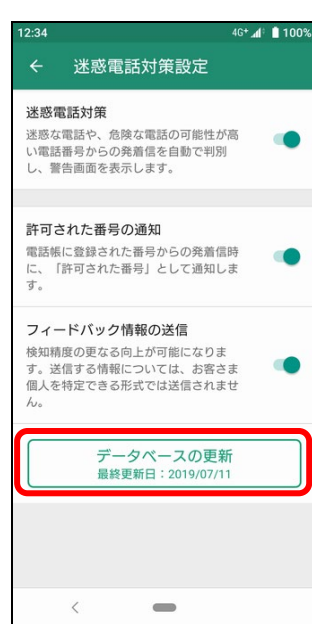 12:34 4G+ 100%
迷惑電話対策設定
迷惑電話対策
迷惑な電話や、危険な電話の可能性が高
い電話番号からの発着信を自動で判別
し、警告画面を表示します。
許可された番号の通知
電話帳に登録された番号からの発着信時
に、「許可された番号」として通知しま
す。
フィードバック情報の送信
検知精度の更なる向上が可能になりま
す。送信する情報については、お客さま
個人を特定できる形式では送信されませ
ん。
データベースの更新
最終更新日：2019/07/11